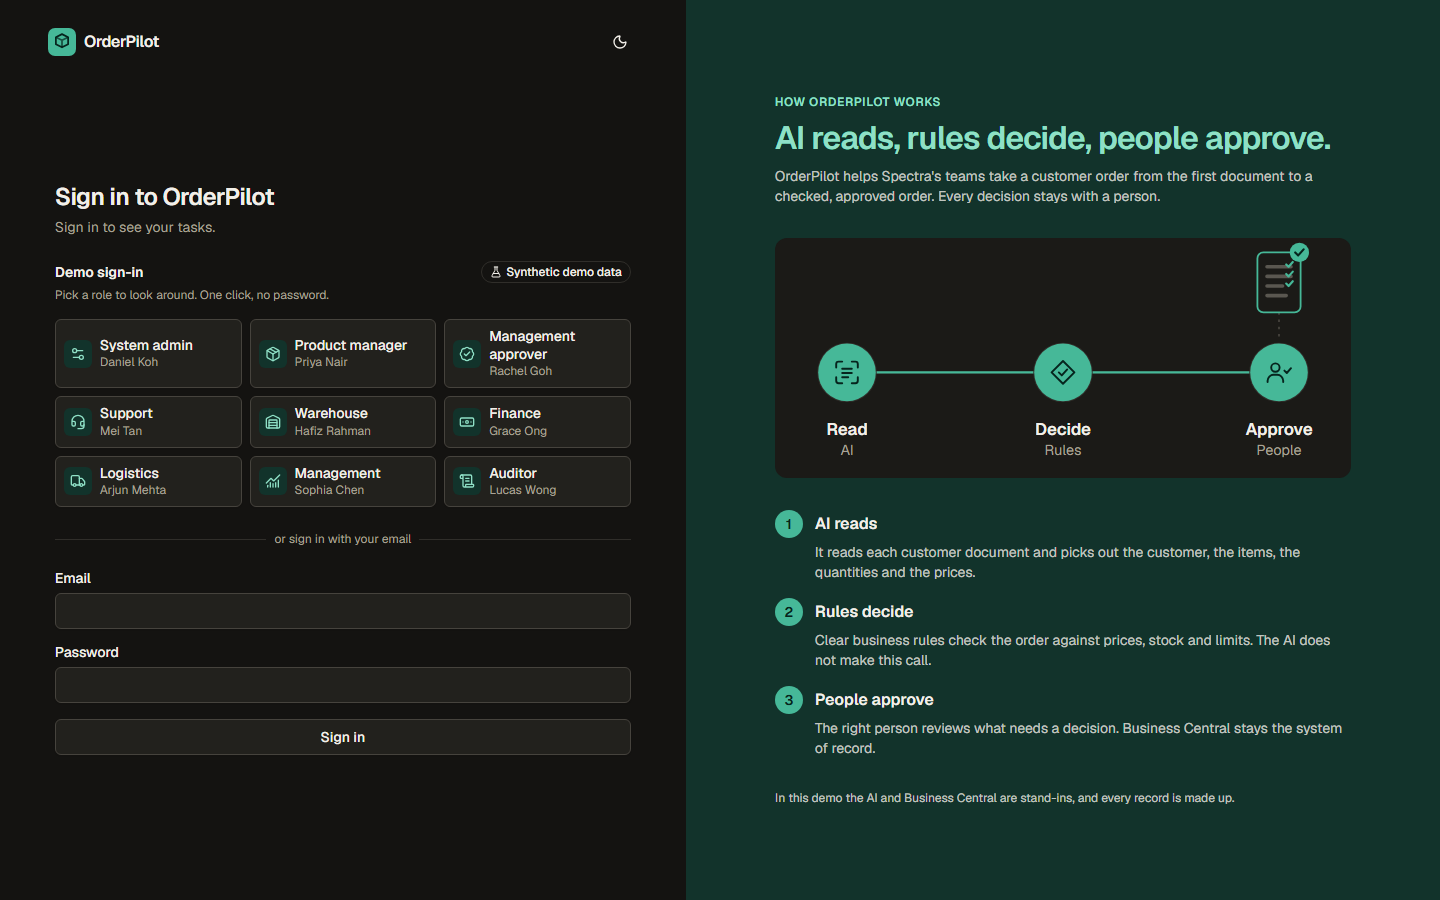 OrderPilot
Sign in to OrderPilot
Sign in to see your tasks.
Demo sign-in
Synthetic demo data
Pick a role to look around. One click, no password.
System admin
Daniel Koh
Product manager
Priya Nair
Management
approver
Rachel Goh
Support
Mei Tan
Warehouse
Hafiz Rahman
Finance
Grace Ong
Logistics
Arjun Mehta
Management
Sophia Chen
Auditor
Lucas Wong
or sign in with your email
Email
Password
Sign in
HOW ORDERPILOT WORKS
AI reads, rules decide, people approve.
OrderPilot helps Spectra's teams take a customer order from the first document to a
checked, approved order. Every decision stays with a person.
Read
AI
Decide
Rules
Approve
People
1
AI reads
It reads each customer document and picks out the customer, the items, the
quantities and the prices.
2
Rules decide
Clear business rules check the order against prices, stock and limits. The AI does
not make this call.
3
People approve
The right person reviews what needs a decision. Business Central stays the system
of record.
In this demo the AI and Business Central are stand-ins, and every record is made up.